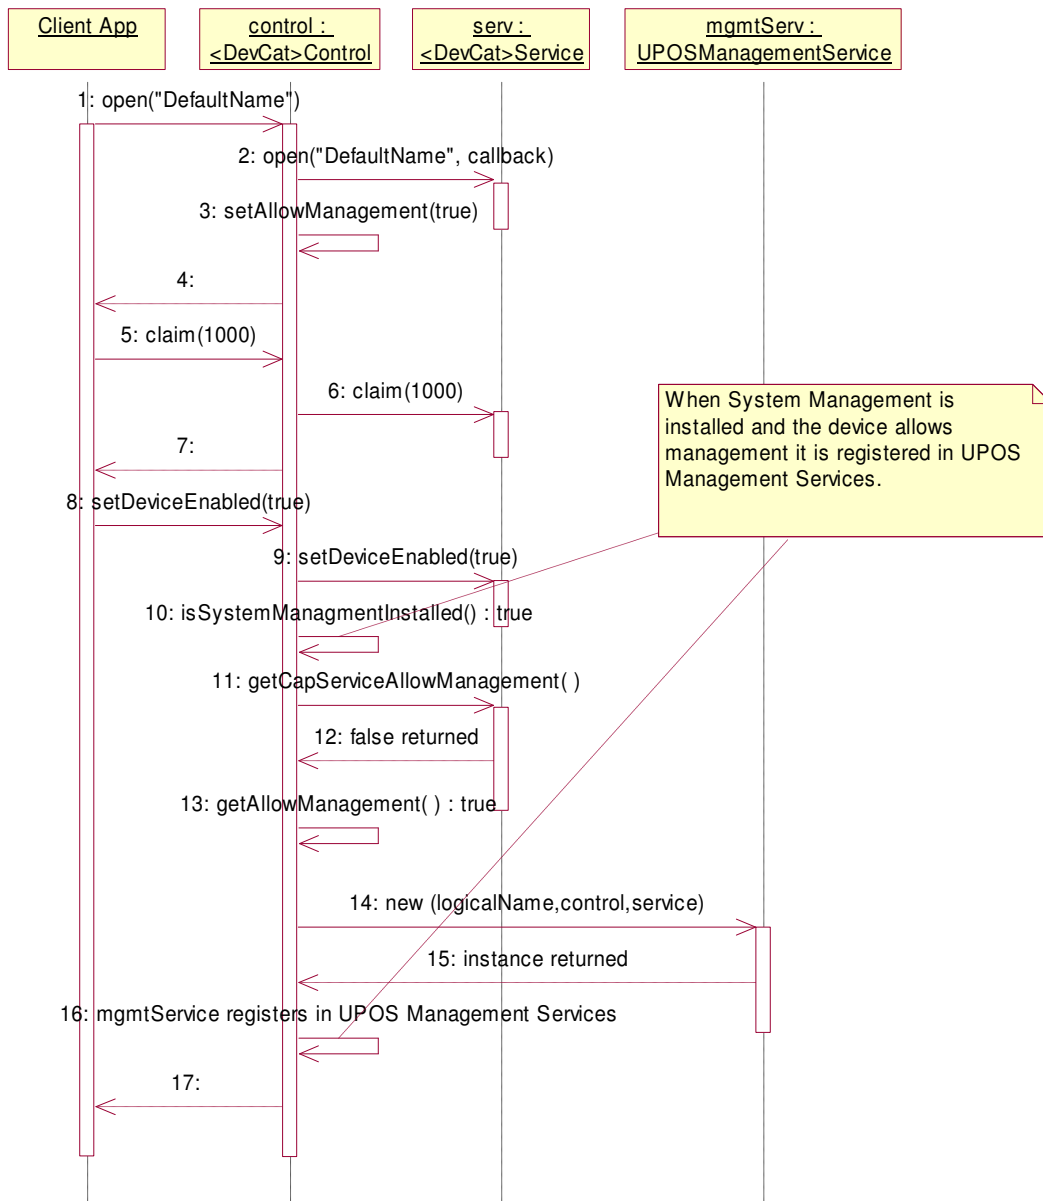 Client App
control :
<DevCat>Control
serv :
<DevCat>Service
mgmtServ :
UPOSManagementService
1: open("DefaultName")
2: open("DefaultName", callback)
3: setAllowManagement(true)
4:
5: claim(1000)
6: claim(1000)
When System Management is
installed and the device allows
management it is registered in UPOS
Management Services.
7:
8: setDeviceEnabled(true)
9: setDeviceEnabled(true)
10: isSystemManagmentInstalled() : true
11: getCapServiceAllowManagement( )
12: false returned
13: getAllowManagement( ) : true
14: new (logicalName,control,service)
15: instance returned
16: mgmtService registers in UPOS Management Services
17: